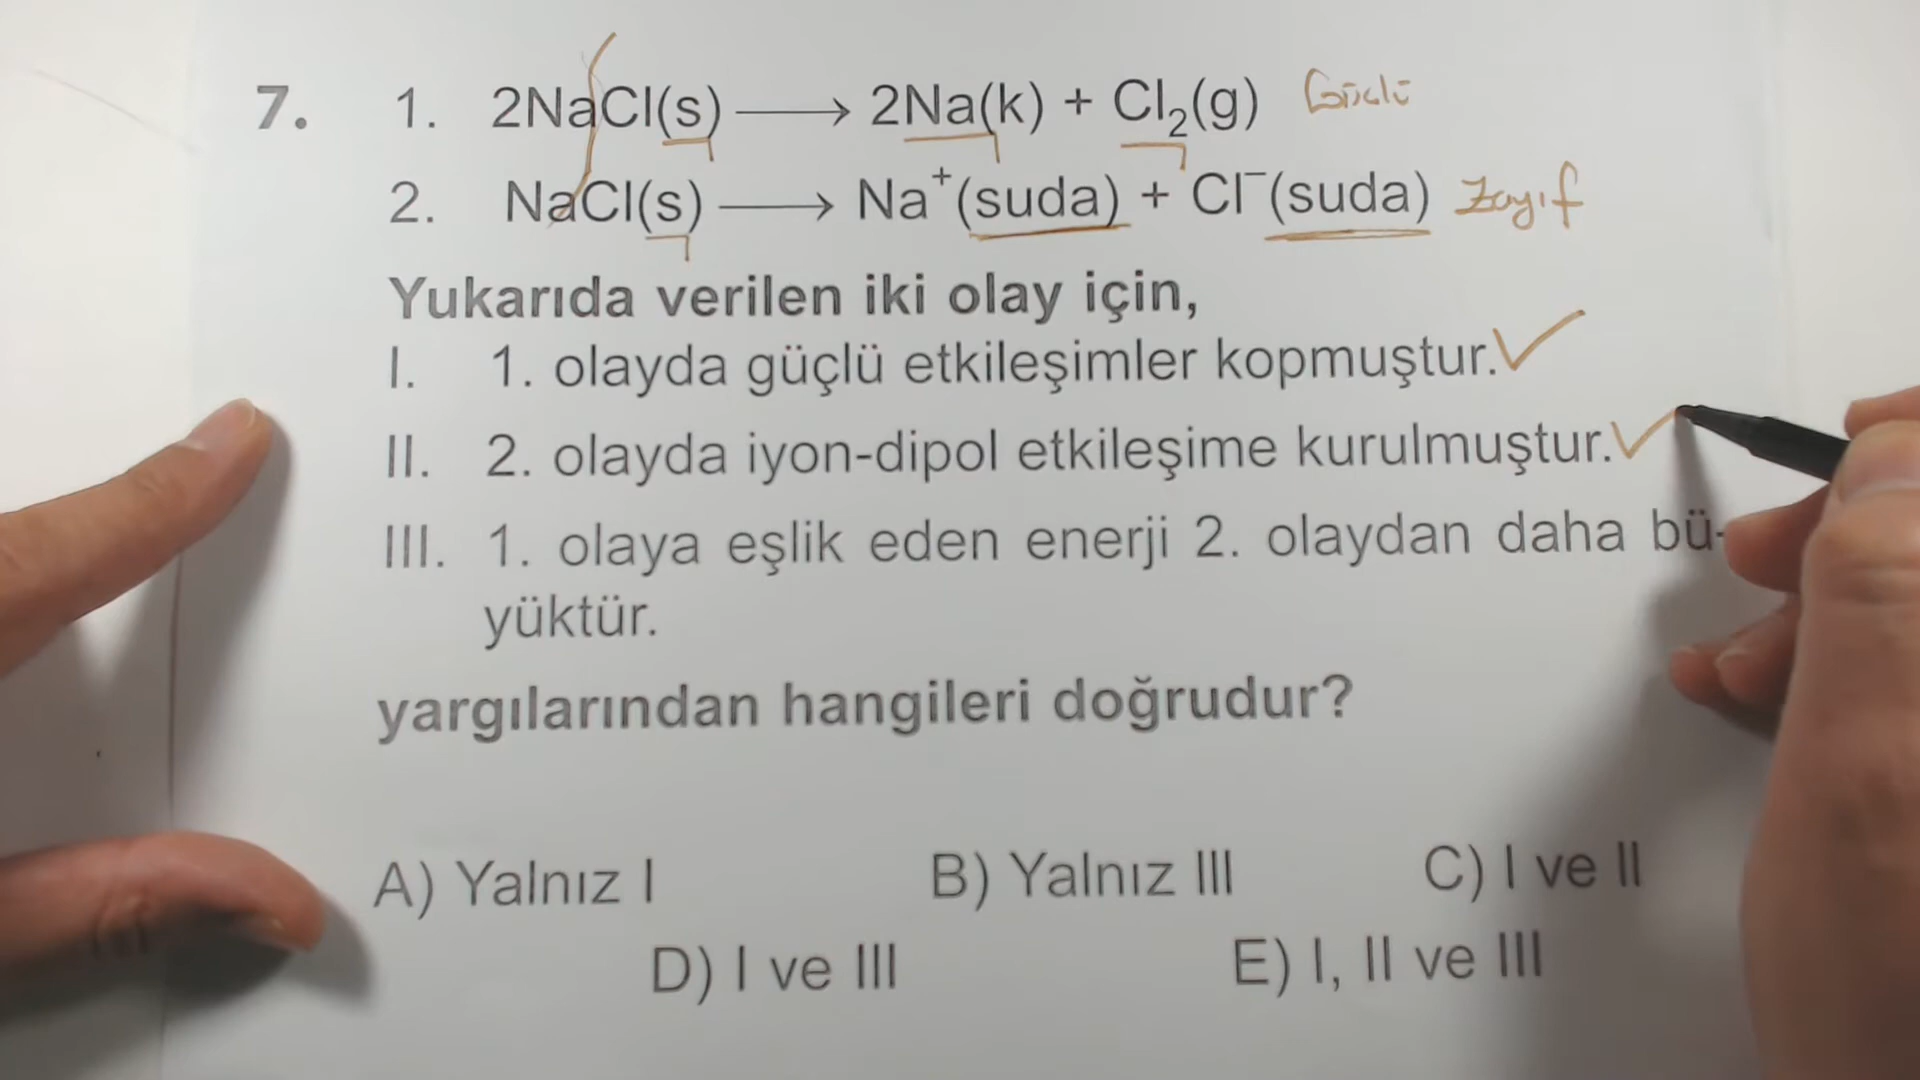 7. 1. 2NaCl(s) ⟶ 2Na(k) + Cl₂(g) Güçlü
2. NaCl(s) ⟶ Na⁺(suda) + Cl⁻(suda) Zayıf
Yukarıda verilen iki olay için,
I. 1. olayda güçlü etkileşimler kopmuştur.✓
II. 2. olayda iyon-dipol etkileşime kurulmuştur.✓
III. 1. olaya eşlik eden enerji 2. olaydan daha bü-
yüktür.
yargılarından hangileri doğrudur?
A) Yalnız I B) Yalnız III C) I ve II
D) I ve III E) I, II ve III